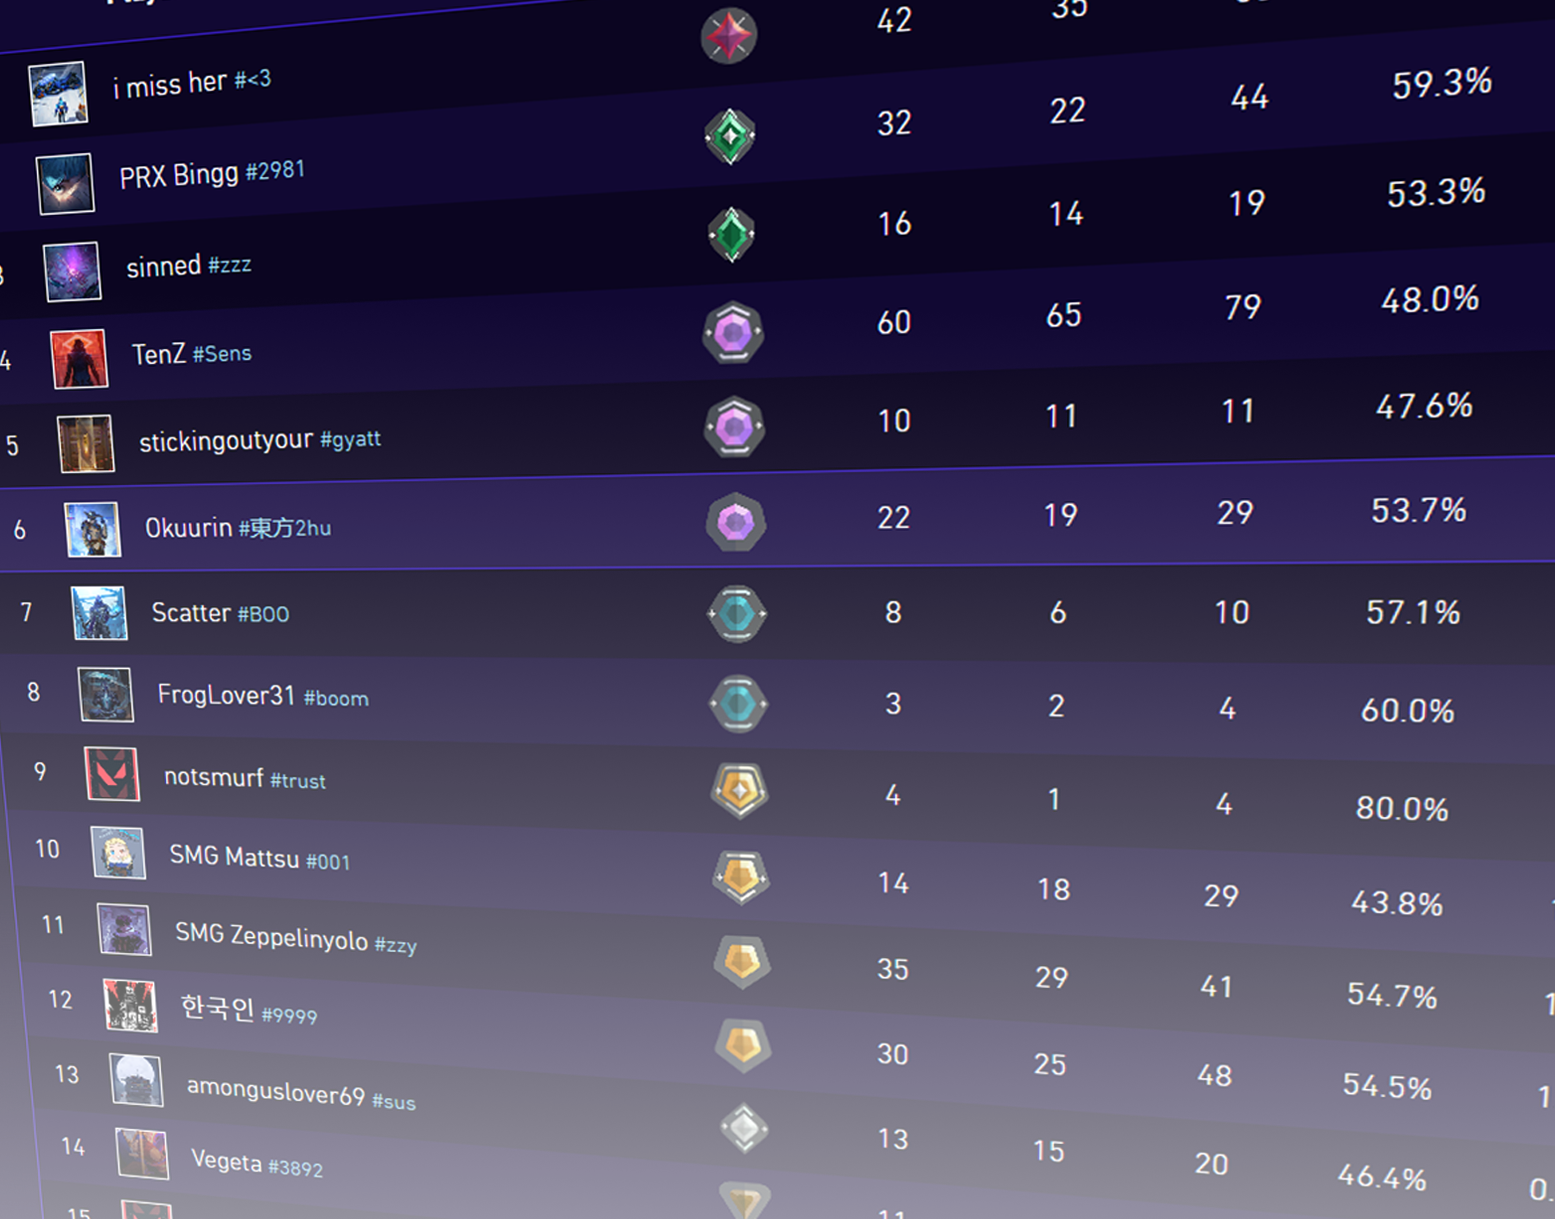 i miss her #<3 42 35
PRX Bingg #2981 32 22 44 59.3%
3 sinned #zzz 16 14 19 53.3%
4 TenZ #Sens 60 65 79 48.0%
5 stickingoutyour #gyatt 10 11 11 47.6%
6 Okuurin #東方2hu 22 19 29 53.7%
7 Scatter #BOO 8 6 10 57.1%
8 FrogLover31 #boom 3 2 4 60.0%
9 notsmurf #trust 4 1 4 80.0%
10 SMG Mattsu #001 14 18 29 43.8%
11 SMG Zeppelinyolo #zzy 35 29 41 54.7%
12 한국인 #9999 30 25 48 54.5%
13 amonguslover69 #sus 13 15 20 46.4% 0.
14 Vegeta #3892 11
15